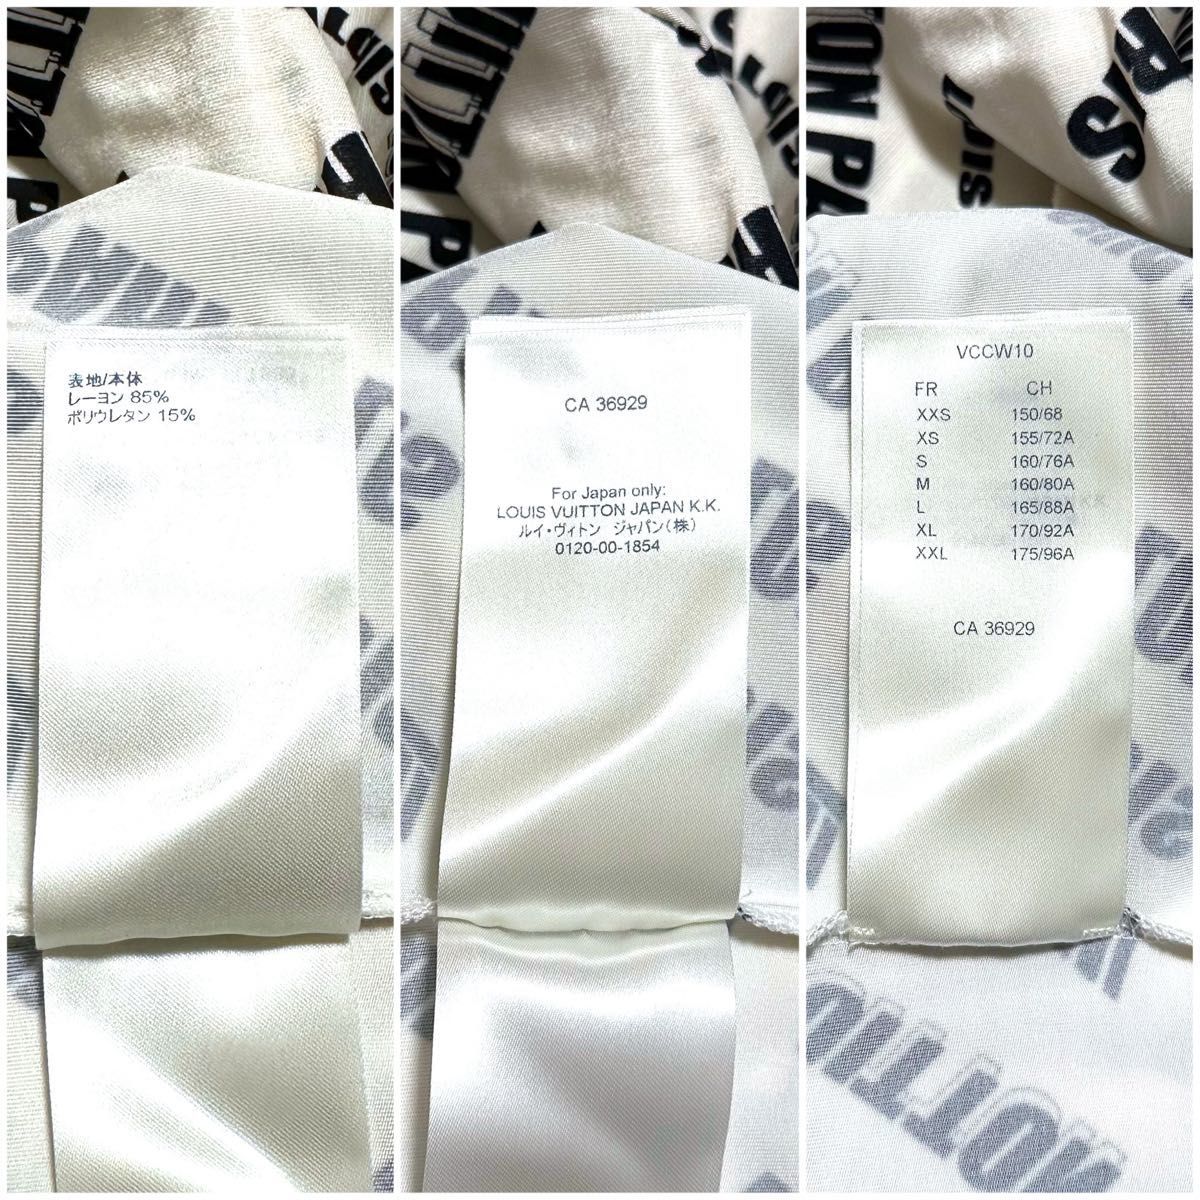 表地/本体
レーヨン 85%
ポリウレタン 15%
CA 36929
For Japan only:
LOUIS VUITTON JAPAN K.K.
ルイ・ヴィトン ジャパン(株)
0120-00-1854
TON PA
VCCW10
FR CH
XXS 150/68
XS 155/72A
S 160/76A
M 160/80A
L 165/88A
XL 170/92A
XXL 175/96A
CA 36929